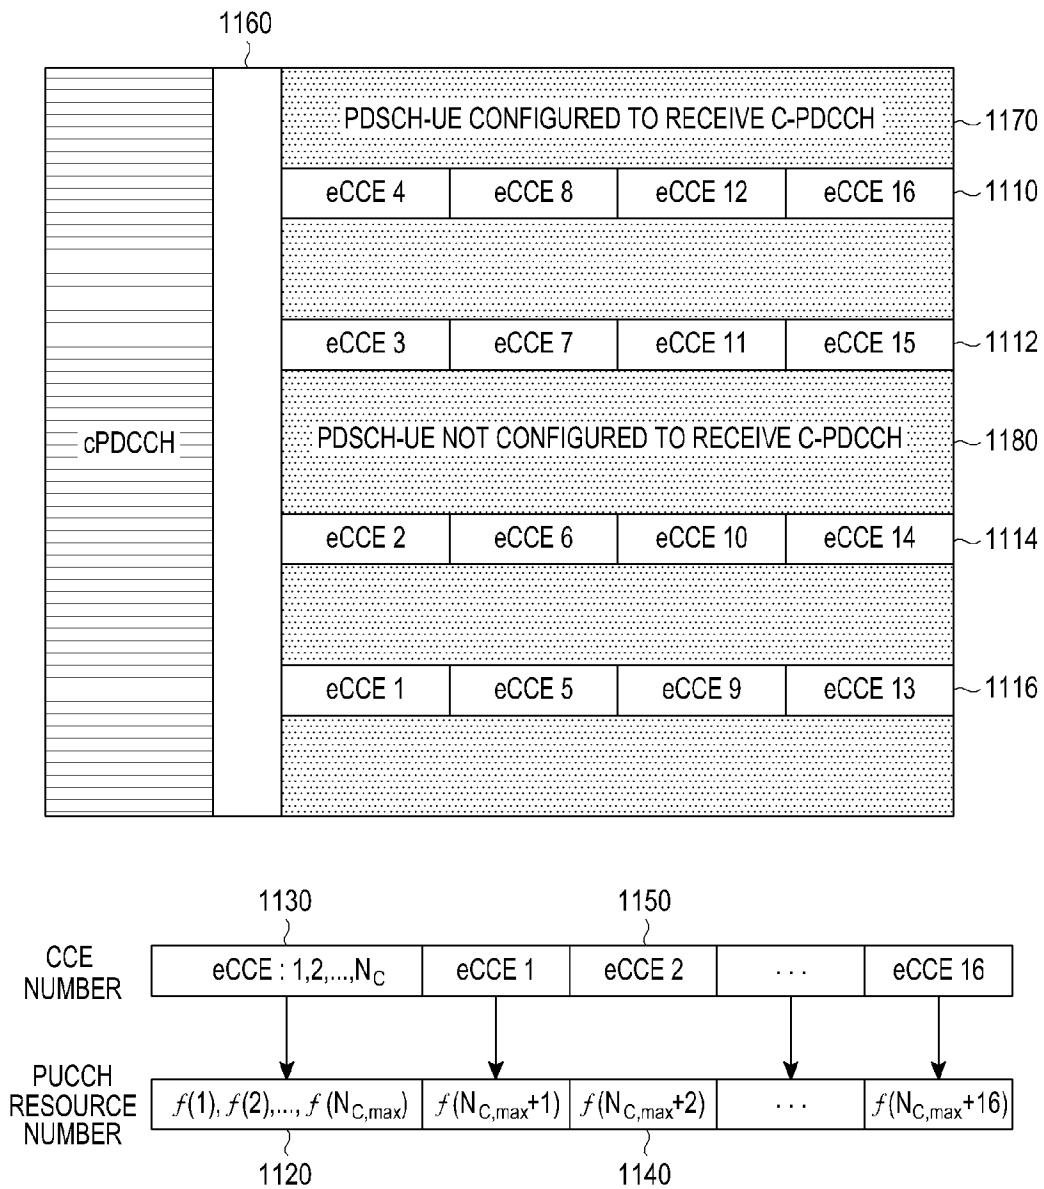 1160
PDSCH-UE CONFIGURED TO RECEIVE C-PDCCH
1170
eCCE 4 eCCE 8 eCCE 12 eCCE 16
1110
eCCE 3 eCCE 7 eCCE 11 eCCE 15
1112
cPDCCH
PDSCH-UE NOT CONFIGURED TO RECEIVE C-PDCCH
1180
eCCE 2 eCCE 6 eCCE 10 eCCE 14
1114
eCCE 1 eCCE 5 eCCE 9 eCCE 13
1116
1130 1150
CCE
NUMBER
eCCE : 1,2,...,N_C eCCE 1 eCCE 2 ... eCCE 16
PUCCH
RESOURCE
NUMBER
f(1), f(2),..., f (N_C,max) f(N_C,max+1) f(N_C,max+2) ... f(N_C,max+16)
1120 1140